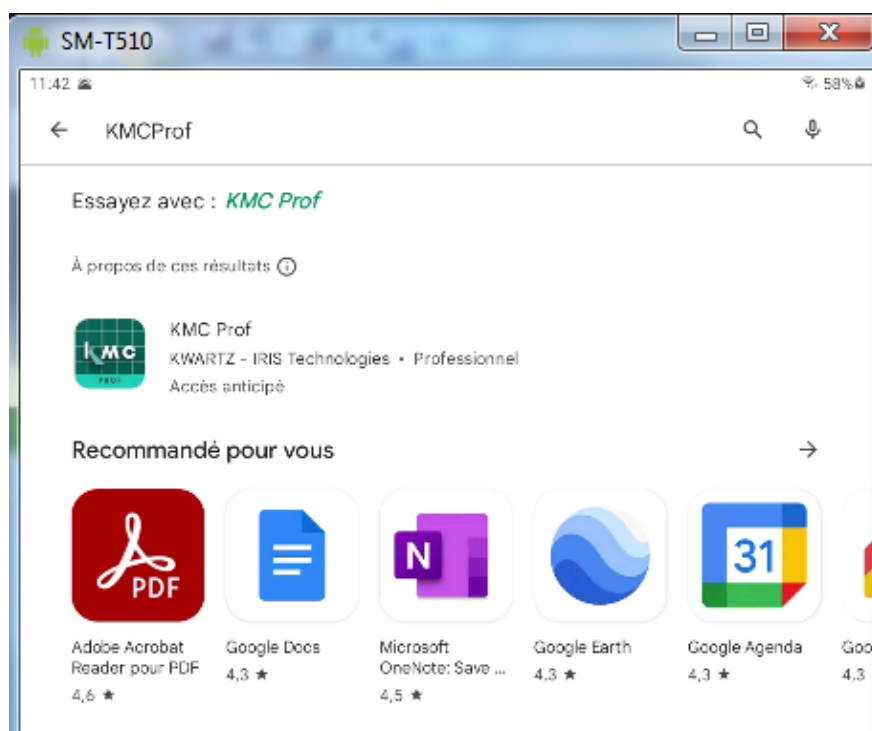 SM-T510
11:42 58%
KMCProf
Essayez avec : KMC Prof
À propos de ces résultats
KMC
PROF
KMC Prof
KWARTZ - IRIS Technologies • Professionnel
Accès anticipé
Recommandé pour vous
PDF
N
31
Adobe Acrobat
Reader pour PDF
4,6 ★
Google Docs
4,3 ★
Microsoft
OneNote: Save ...
4,5 ★
Google Earth
4,3 ★
Google Agenda
4,3 ★
Goo
4,3